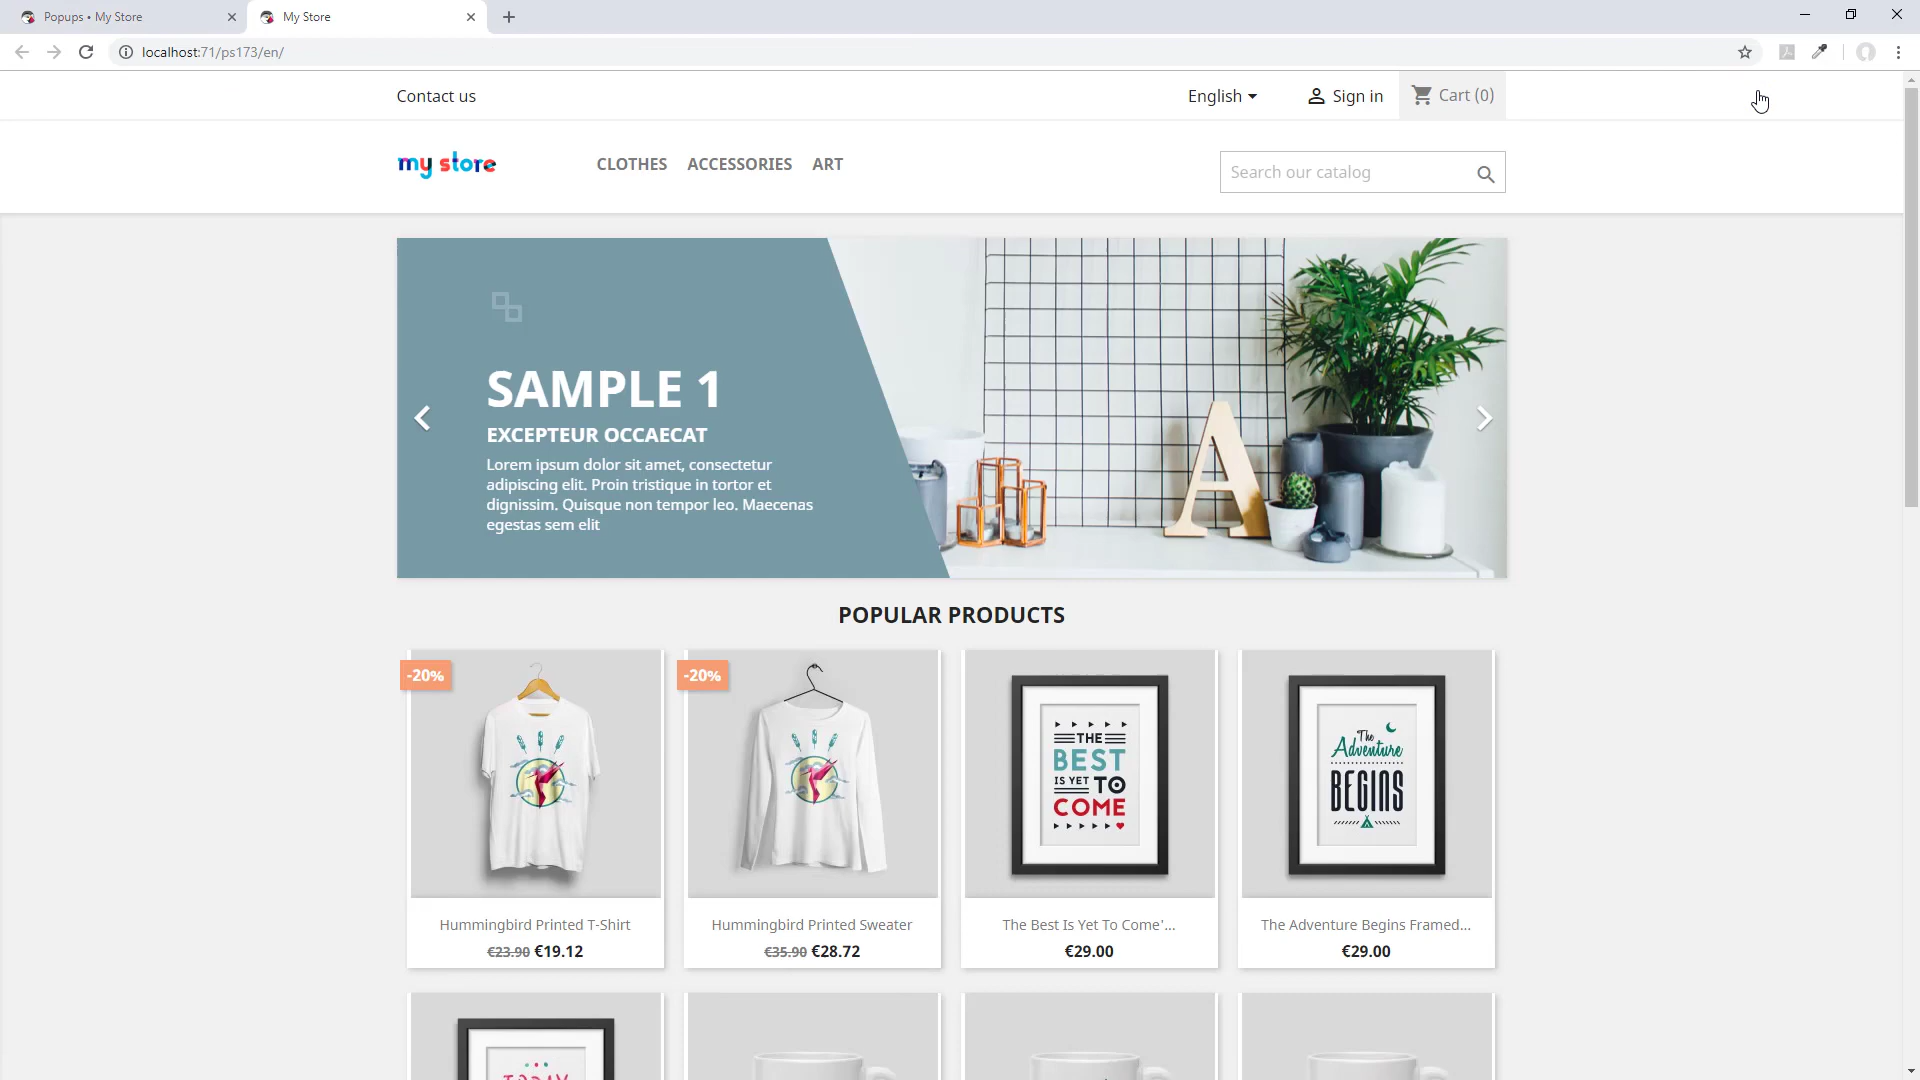 Popups • My Store
My Store
localhost:71/ps173/en/
Contact us
English
Sign in
Cart (0)
my store
CLOTHES
ACCESSORIES
ART
Search our catalog
SAMPLE 1
EXCEPTEUR OCCAECAT
Lorem ipsum dolor sit amet, consectetur
adipiscing elit. Proin tristique in tortor et
dignissim. Quisque non tempor leo. Maecenas
egestas sem elit
A
POPULAR PRODUCTS
-20%
-20%
THE
BEST
IS YET TO
COME
The
Adventure
BEGINS
Hummingbird Printed T-Shirt
€23.90 €19.12
Hummingbird Printed Sweater
€35.90 €28.72
The Best Is Yet To Come'...
€29.00
The Adventure Begins Framed...
€29.00
TODAY